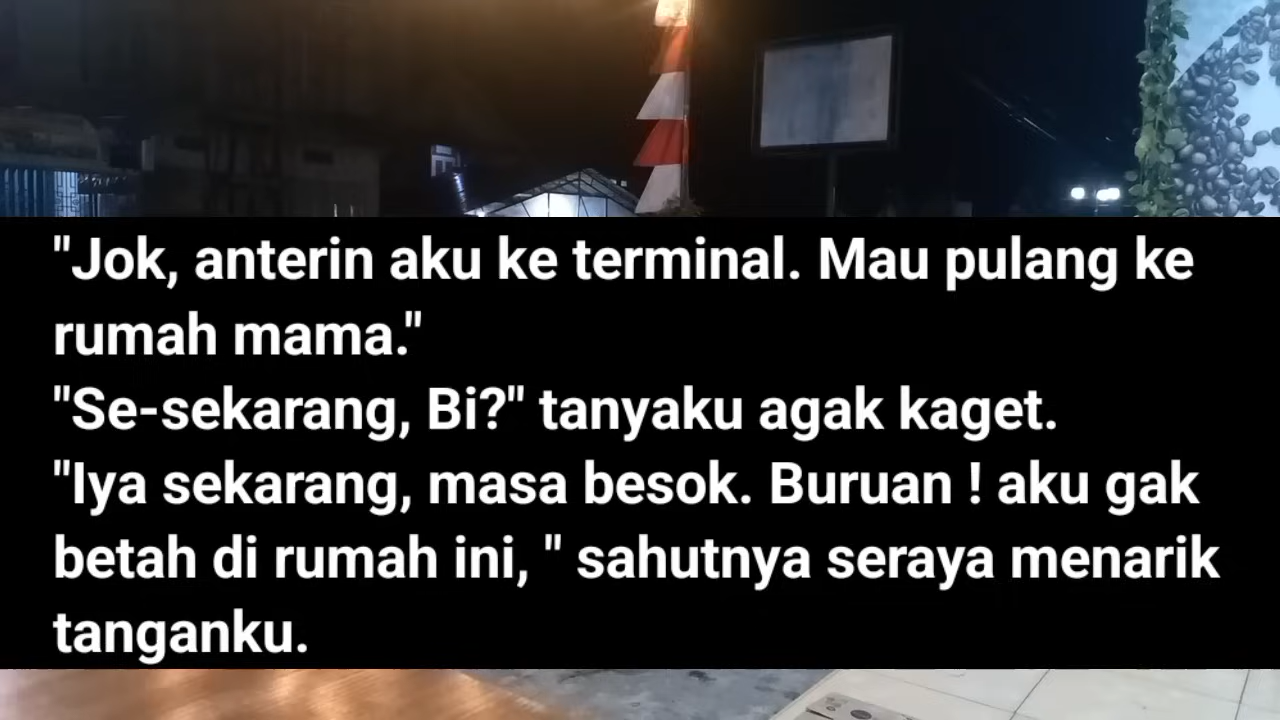 "Jok, anterin aku ke terminal. Mau pulang ke
rumah mama."
"Se-sekarang, Bi?" tanyaku agak kaget.
"Iya sekarang, masa besok. Buruan ! aku gak
betah di rumah ini, " sahutnya seraya menarik
tanganku.